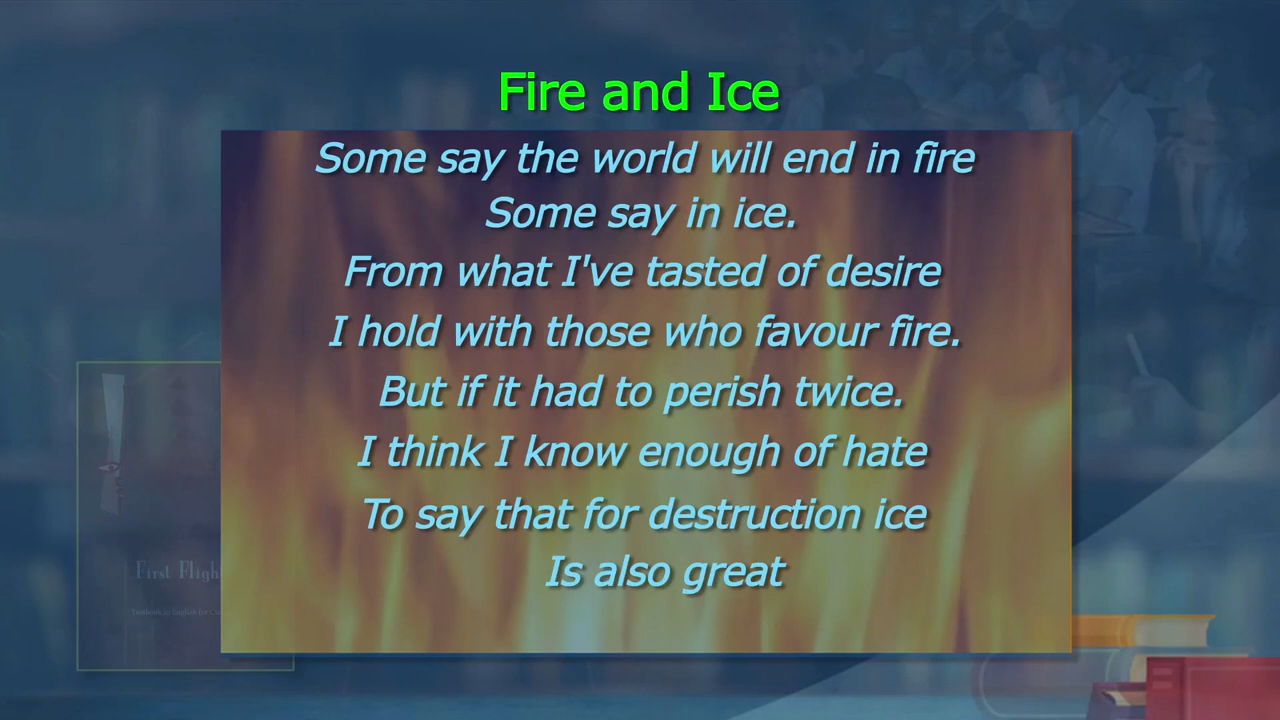 Fire and Ice
Some say the world will end in fire
Some say in ice.
From what I've tasted of desire
I hold with those who favour fire.
But if it had to perish twice.
I think I know enough of hate
To say that for destruction ice
Is also great
First Fligh